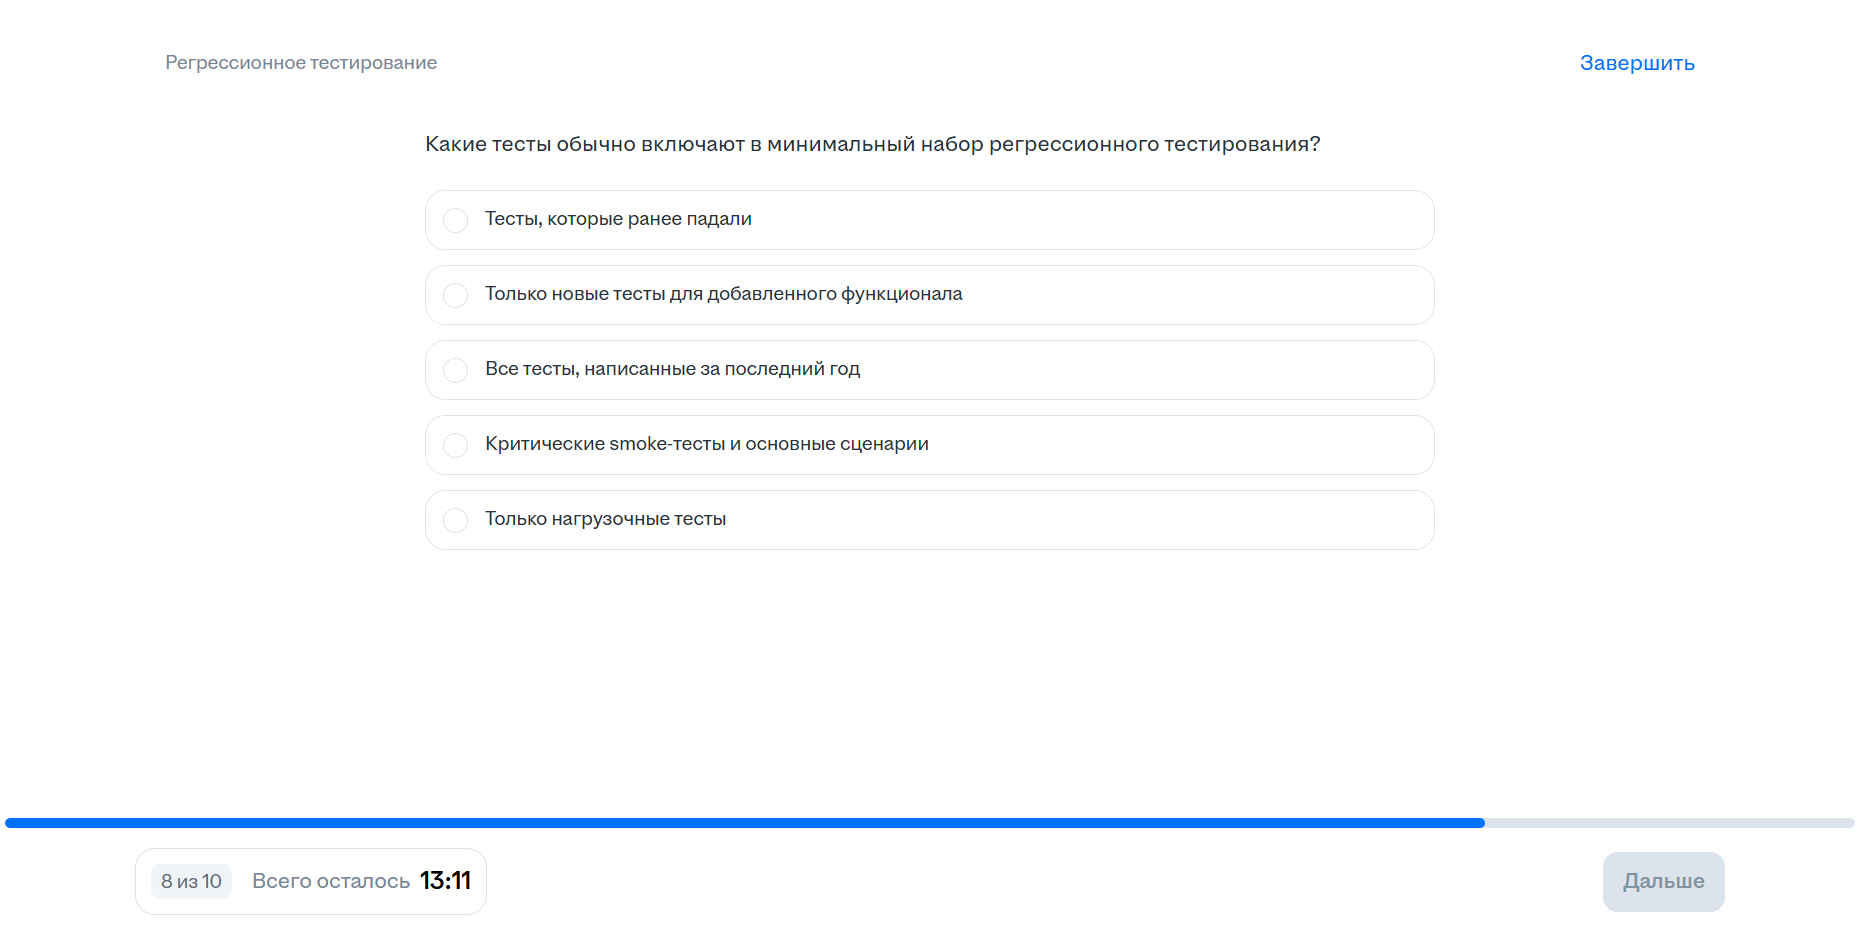 Регрессионное тестирование
Завершить
Какие тесты обычно включают в минимальный набор регрессионного тестирования?
Тесты, которые ранее падали
Только новые тесты для добавленного функционала
Все тесты, написанные за последний год
Критические smoke-тесты и основные сценарии
Только нагрузочные тесты
8 из 10 Всего осталось 13:11
Дальше